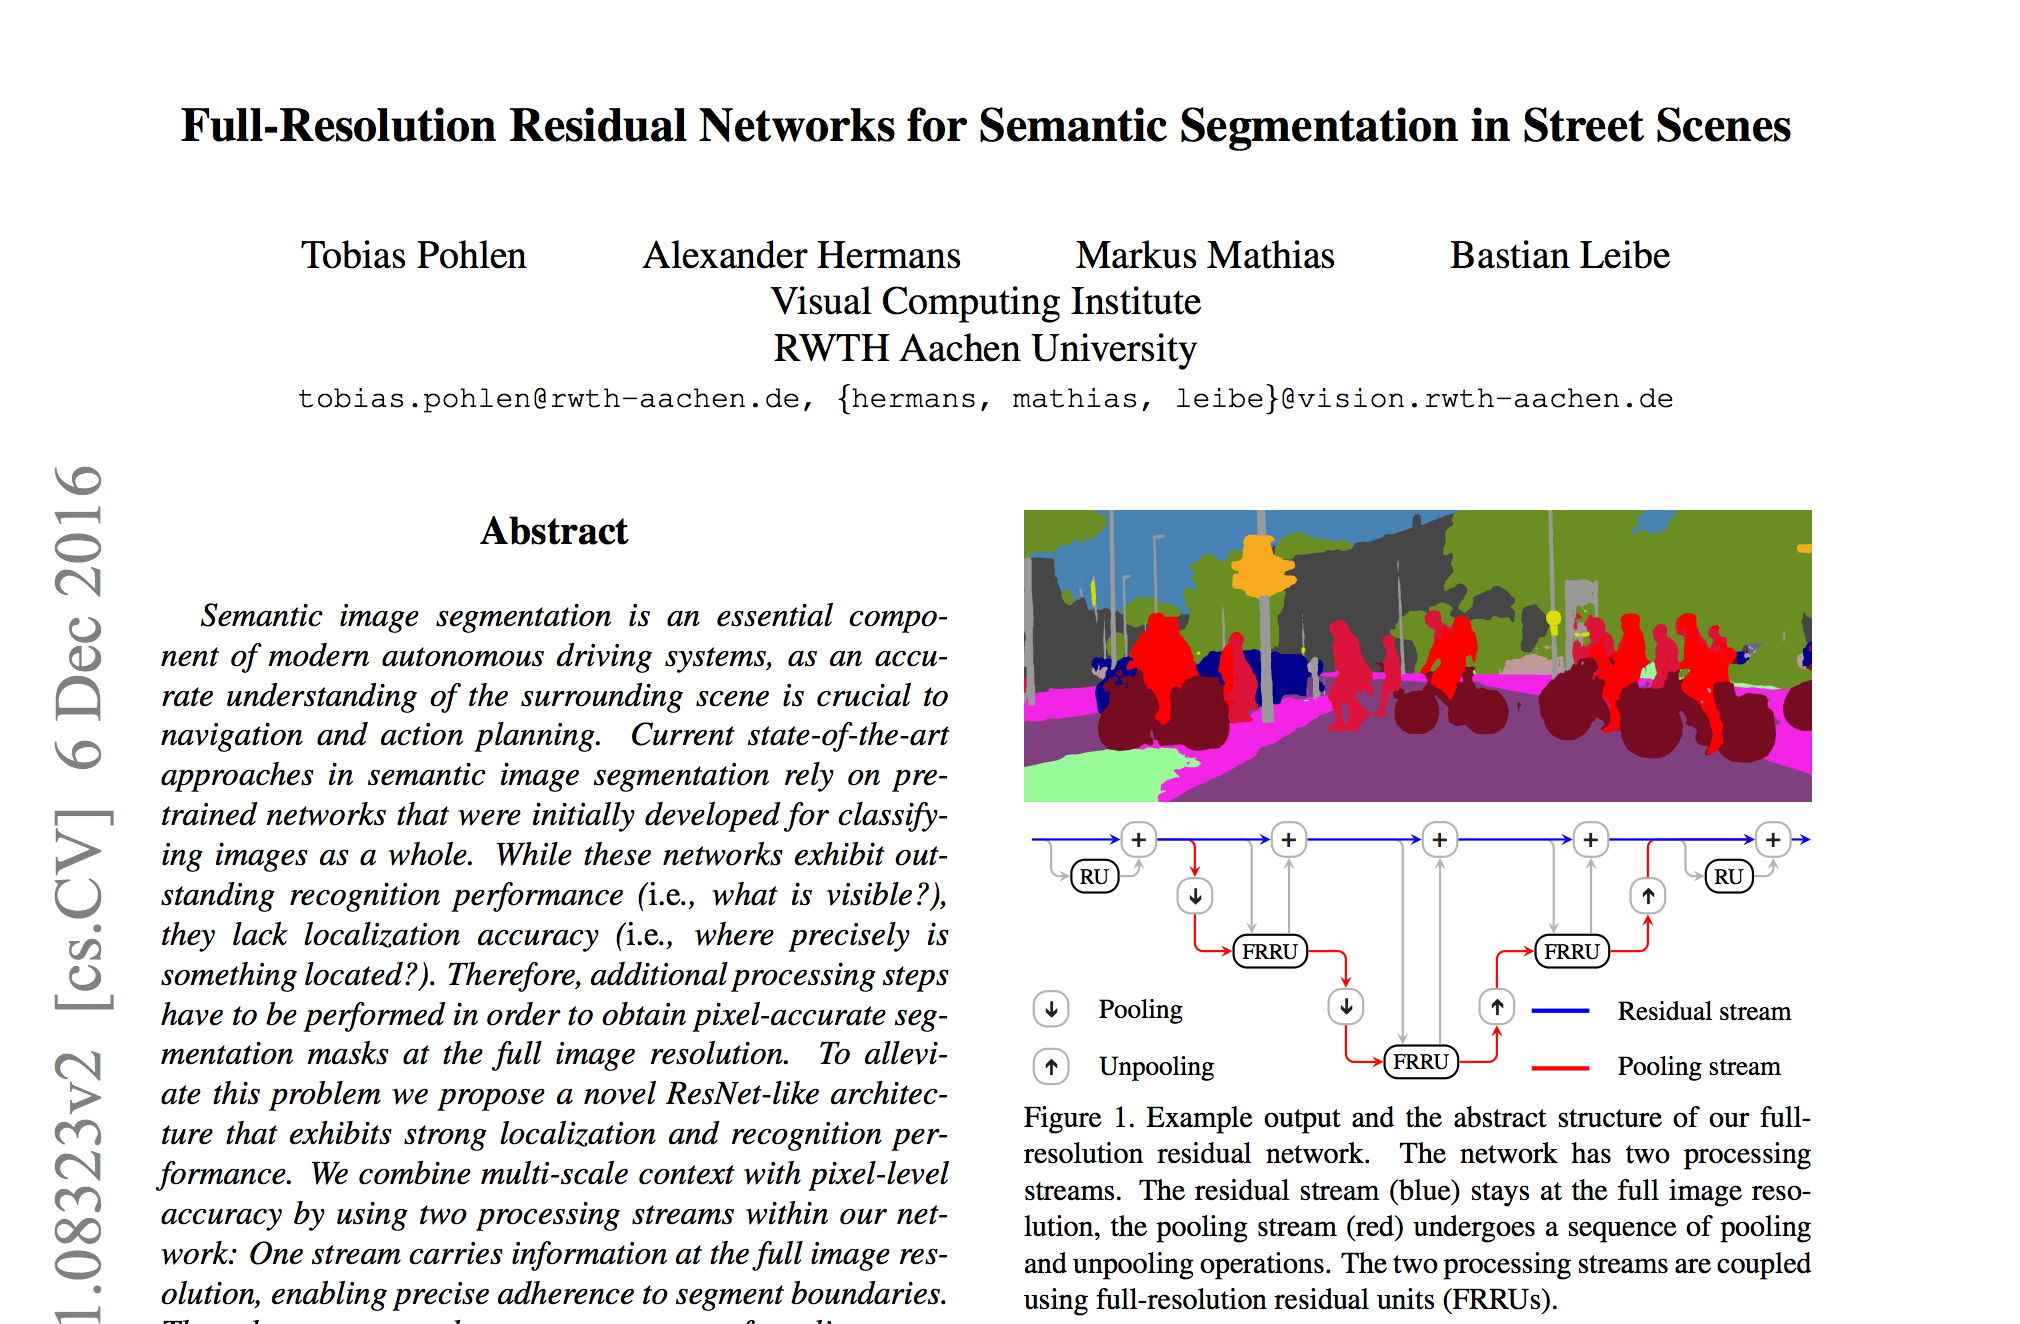 Full-Resolution Residual Networks for Semantic Segmentation in Street Scenes
Tobias Pohlen Alexander Hermans Markus Mathias Bastian Leibe
Visual Computing Institute
RWTH Aachen University
tobias.pohlen@rwth-aachen.de, {hermans, mathias, leibe}@vision.rwth-aachen.de
1.08323v2 [cs.CV] 6 Dec 2016
Abstract
Semantic image segmentation is an essential compo-
nent of modern autonomous driving systems, as an accu-
rate understanding of the surrounding scene is crucial to
navigation and action planning. Current state-of-the-art
approaches in semantic image segmentation rely on pre-
trained networks that were initially developed for classify-
ing images as a whole. While these networks exhibit out-
standing recognition performance (i.e., what is visible?),
they lack localization accuracy (i.e., where precisely is
something located?). Therefore, additional processing steps
have to be performed in order to obtain pixel-accurate seg-
mentation masks at the full image resolution. To allevi-
ate this problem we propose a novel ResNet-like architec-
ture that exhibits strong localization and recognition per-
formance. We combine multi-scale context with pixel-level
accuracy by using two processing streams within our net-
work: One stream carries information at the full image res-
olution, enabling precise adherence to segment boundaries.
+ + + + +
RU RU
↓ ↑
FRRU FRRU
↓ ↑
FRRU
↓ Pooling
↑ Unpooling
Residual stream
Pooling stream
Figure 1. Example output and the abstract structure of our full-
resolution residual network. The network has two processing
streams. The residual stream (blue) stays at the full image reso-
lution, the pooling stream (red) undergoes a sequence of pooling
and unpooling operations. The two processing streams are coupled
using full-resolution residual units (FRRUs).